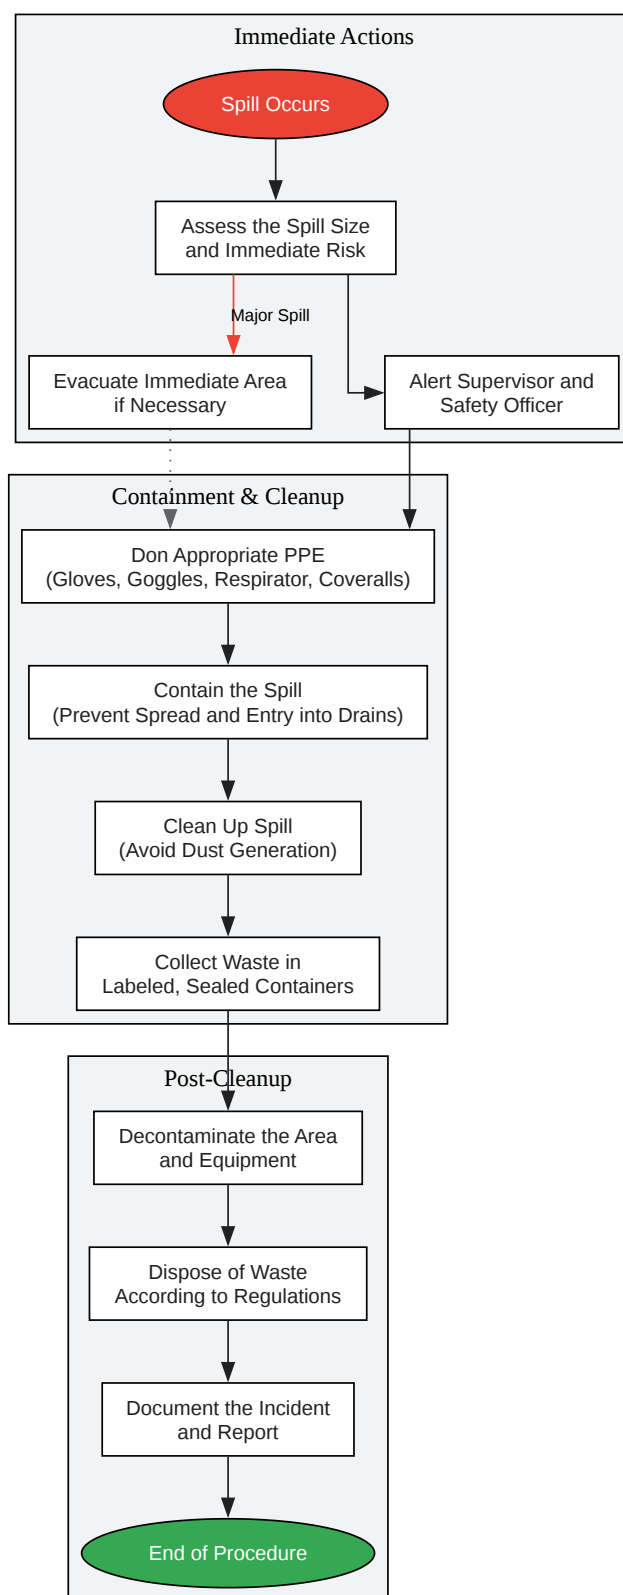 Immediate Actions
Spill Occurs
Assess the Spill Size
and Immediate Risk
Major Spill
Evacuate Immediate Area
if Necessary
Alert Supervisor and
Safety Officer
Containment & Cleanup
Don Appropriate PPE
(Gloves, Goggles, Respirator, Coveralls)
Contain the Spill
(Prevent Spread and Entry into Drains)
Clean Up Spill
(Avoid Dust Generation)
Collect Waste in
Labeled, Sealed Containers
Post-Cleanup
Decontaminate the Area
and Equipment
Dispose of Waste
According to Regulations
Document the Incident
and Report
End of Procedure